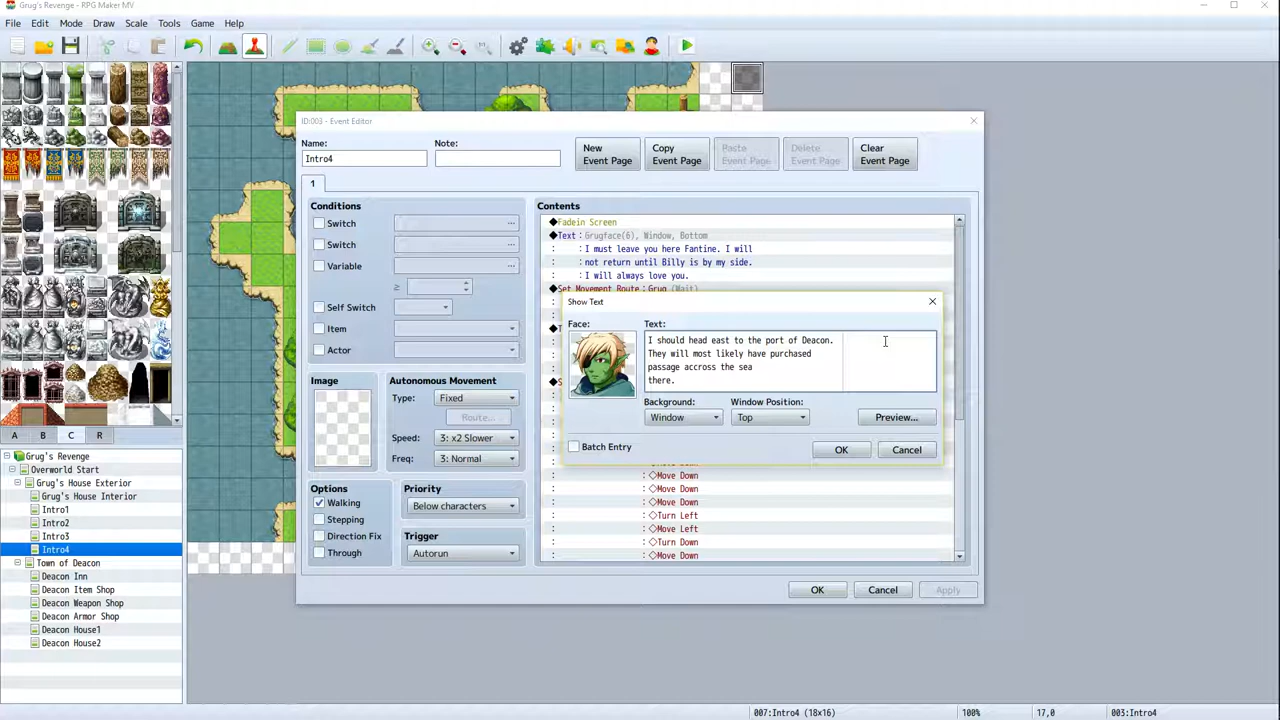 Grug's Revenge - RPG Maker MV
File Edit Mode Draw Scale Tools Game Help
ID:003 - Event Editor
Name:
Note:
Intro4
New Event Page
Copy Event Page
Paste Event Page
Delete Event Page
Clear Event Page
1
Conditions
Switch
Switch
Variable
≥
Self Switch
Item
Actor
Image
Autonomous Movement
Type: Fixed
Route...
Speed: 3: x2 Slower
Freq: 3: Normal
Options
Walking
Stepping
Direction Fix
Through
Priority
Below characters
Trigger
Autorun
Contents
◆Fadein Screen
◆Text : Grugface(6), Window, Bottom
: : I must leave you here Fantine. I will
: : not return until Billy is by my side.
: : I will always love you.
◆Set Movement Route : Grug (Wait)
Show Text
Face:
Text:
I should head east to the port of Deacon.
They will most likely have purchased
passage accross the sea
there.
Background:
Window
Window Position:
Top
Preview...
Batch Entry
OK
Cancel
: : ◇Move Down
: : ◇Move Down
: : ◇Move Down
: : ◇Turn Left
: : ◇Move Left
: : ◇Turn Down
: : ◇Move Down
OK
Cancel
Apply
A B C R
Grug's Revenge
Overworld Start
Grug's House Exterior
Grug's House Interior
Intro1
Intro2
Intro3
Intro4
Town of Deacon
Deacon Inn
Deacon Item Shop
Deacon Weapon Shop
Deacon Armor Shop
Deacon House1
Deacon House2
007:Intro4 (18x16)
100%
17,0
003:Intro4